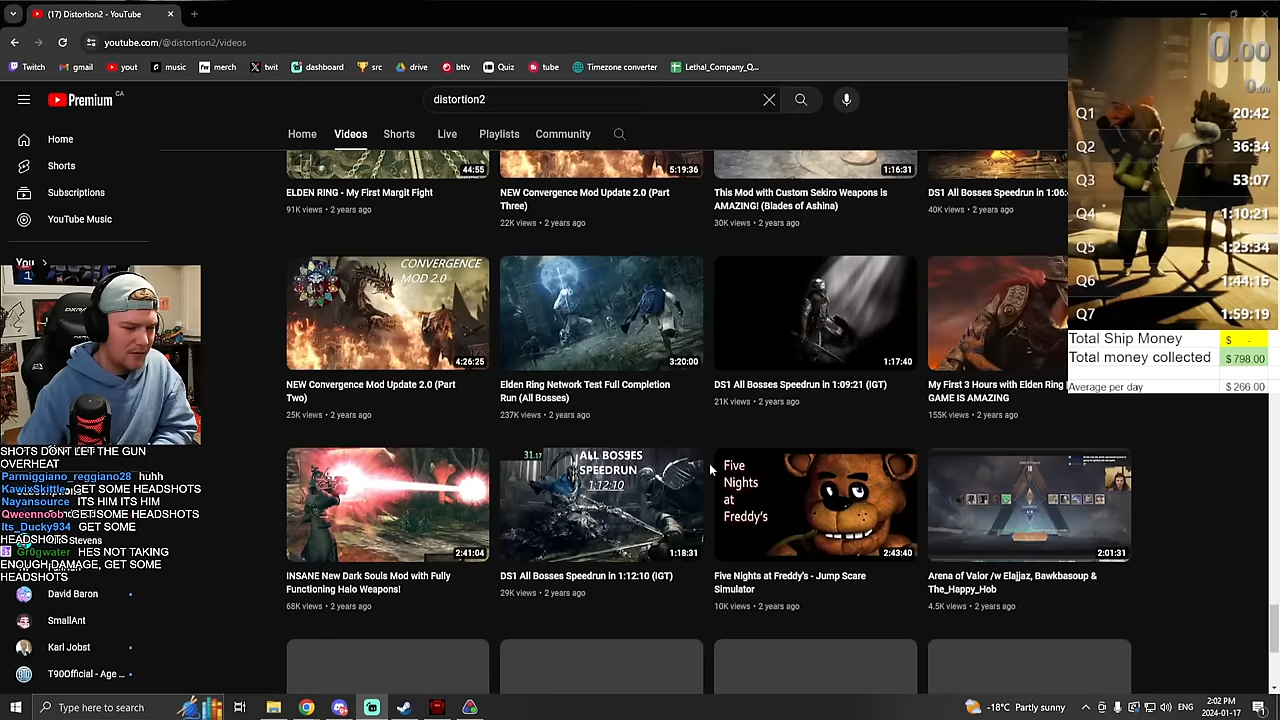 (17) Distortion2 - YouTube
youtube.com/@distortion2/videos
Twitch gmail yout music merch twit dashboard src drive bttv Quiz tube Timezone converter Lethal_Company_Q...
Premium CA
distortion2
Home Videos Shorts Live Playlists Community
Home
Shorts
Subscriptions
YouTube Music
You
44:55
5:19:36
1:16:31
ELDEN RING - My First Margit Fight
91K views • 2 years ago
NEW Convergence Mod Update 2.0 (Part
Three)
22K views • 2 years ago
This Mod with Custom Sekiro Weapons is
AMAZING! (Blades of Ashina)
30K views • 2 years ago
DS1 All Bosses Speedrun in 1:06:
40K views • 2 years ago
CONVERGENCE
MOD 2.0
4:26:25
3:20:00
1:17:40
NEW Convergence Mod Update 2.0 (Part
Two)
25K views • 2 years ago
Elden Ring Network Test Full Completion
Run (All Bosses)
237K views • 2 years ago
DS1 All Bosses Speedrun in 1:09:21 (IGT)
21K views • 2 years ago
My First 3 Hours with Elden Ring
GAME IS AMAZING
155K views • 2 years ago
2:41:04
31.17
ALL BOSSES
SPEEDRUN
1:12:10
1:18:31
Five
Nights
at
Freddy's
2:43:40
2:01:31
INSANE New Dark Souls Mod with Fully
Functioning Halo Weapons!
68K views • 2 years ago
DS1 All Bosses Speedrun in 1:12:10 (IGT)
29K views • 2 years ago
Five Nights at Freddy's - Jump Scare
Simulator
10K views • 2 years ago
Arena of Valor /w Elajjaz, Bawkbasoup &
The_Happy_Hob
4.5K views • 2 years ago
0.00
0.00
Q1 20:42
Q2 36:34
Q3 53:07
Q4 1:10:21
Q5 1:23:34
Q6 1:44:15
Q7 1:59:19
Total Ship Money $ -
Total money collected $ 798.00
Average per day $ 266.00
SHOTS DONT LET THE GUN
OVERHEAT
Parmiggiano_reggiano28 huhh
KawixSkittle GET SOME HEADSHOTS
Nayansource ITS HIM ITS HIM
Qweennoob GET SOME HEADSHOTS
Its_Ducky934 GET SOME
HEADSHOTS
Stevens
Gr0gwater HES NOT TAKING
ENOUGH DAMAGE, GET SOME
HEADSHOTS
David Baron
SmallAnt
Karl Jobst
T90Official - Age ...
Type here to search
-18°C Partly sunny
ENG
2:02 PM
2024-01-17
1